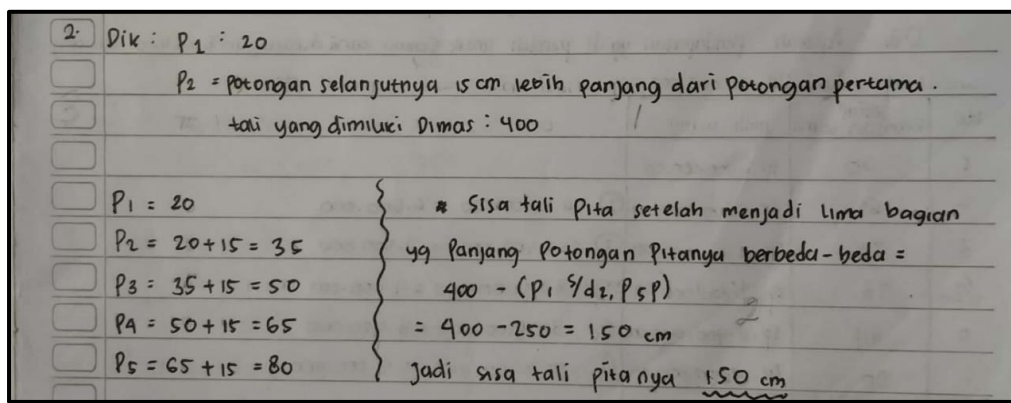 2. Dik : P1 : 20
P2 = potongan selanjutnya 15 cm lebih panjang dari potongan pertama.
tali yang dimiliki Dimas : 400
P1 = 20
P2 = 20+15 = 35
P3 = 35+15 = 50
P4 = 50+15 = 65
P5 = 65+15 = 80
* Sisa tali Pita setelah menjadi lima bagian
yg Panjang Potongan Pitanya berbeda-beda =
400 - (P1 s/d
= 400 - 250 = 150 cm
Jadi sisa tali pitanya 150 cm
1
2